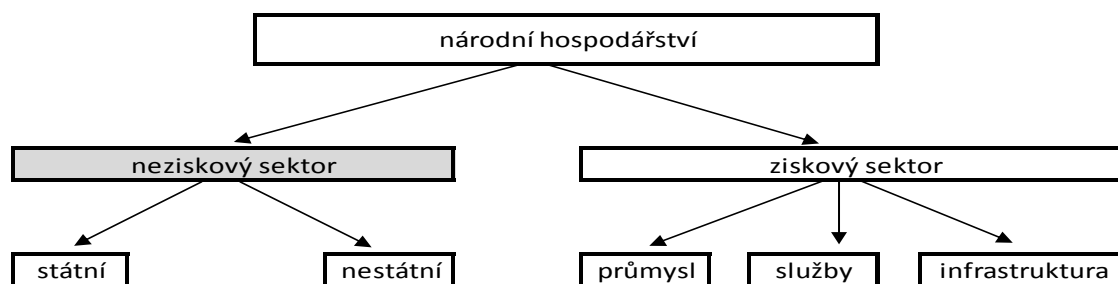 národní hospodářství
neziskový sektor
ziskový sektor
státní
nestátní
průmysl
služby
infrastruktura